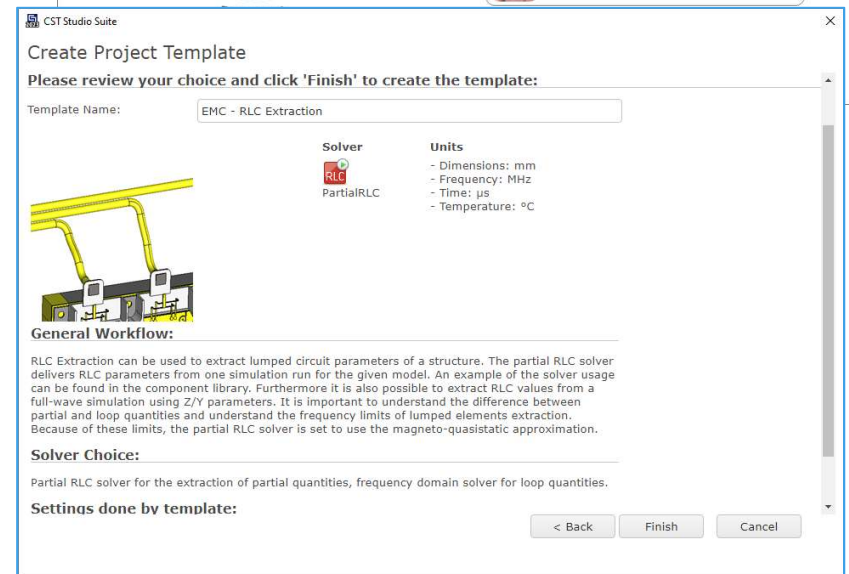 CST Studio Suite
Create Project Template
Please review your choice and click 'Finish' to create the template:
Template Name:
EMC - RLC Extraction
Solver
RLC
PartialRLC
Units
- Dimensions: mm
- Frequency: MHz
- Time: µs
- Temperature: °C
General Workflow:
RLC Extraction can be used to extract lumped circuit parameters of a structure. The partial RLC solver
delivers RLC parameters from one simulation run for the given model. An example of the solver usage
can be found in the component library. Furthermore it is also possible to extract RLC values from a
full-wave simulation using Z/Y parameters. It is important to understand the difference between
partial and loop quantities and understand the frequency limits of lumped elements extraction.
Because of these limits, the partial RLC solver is set to use the magneto-quasistatic approximation.
Solver Choice:
Partial RLC solver for the extraction of partial quantities, frequency domain solver for loop quantities.
Settings done by template:
< Back
Finish
Cancel